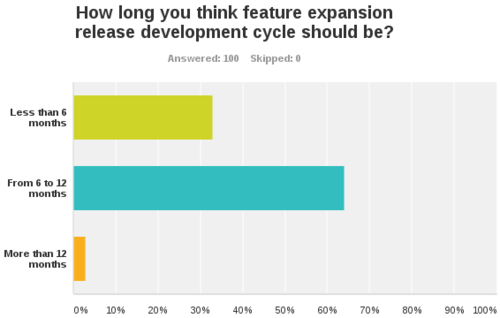 How long you think feature expansion
release development cycle should be?
Answered: 100 Skipped: 0
Less than 6
months
From 6 to 12
months
More than 12
months
0% 10% 20% 30% 40% 50% 60% 70% 80% 90% 100%